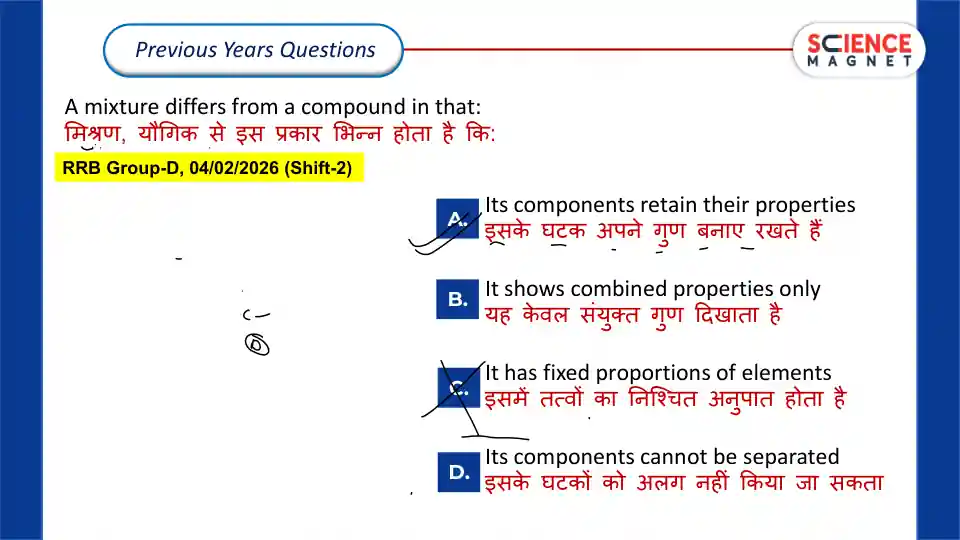 Previous Years Questions
SCIENCE
MAGNET
A mixture differs from a compound in that:
मिश्रण, यौगिक से इस प्रकार भिन्न होता है कि:
RRB Group-D, 04/02/2026 (Shift-2)
A. Its components retain their properties
इसके घटक अपने गुण बनाए रखते हैं
B. It shows combined properties only
यह केवल संयुक्त गुण दिखाता है
C. It has fixed proportions of elements
इसमें तत्वों का निश्चित अनुपात होता है
D. Its components cannot be separated
इसके घटकों को अलग नहीं किया जा सकता